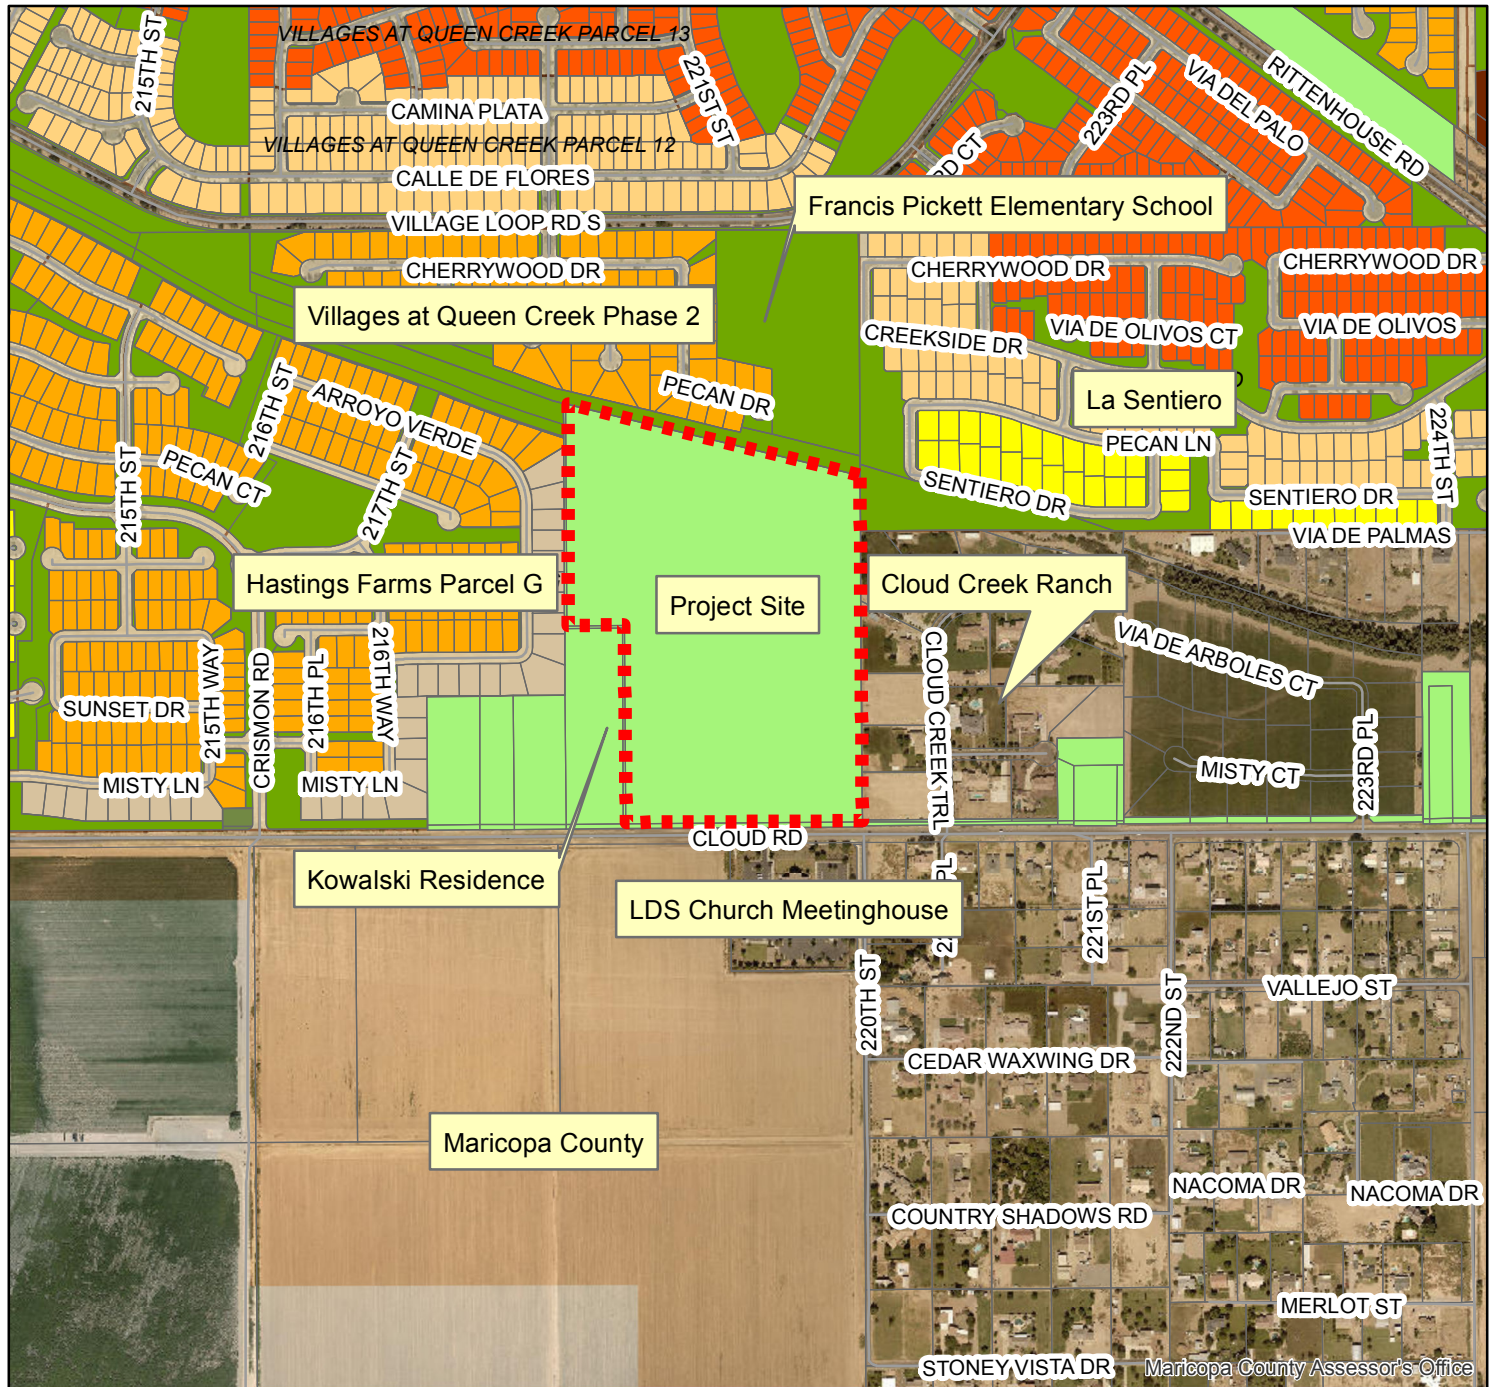 VILLAGES AT QUEEN CREEK PARCEL 13
215TH ST
221ST ST
223RD PL
VIA DEL PALO
RITTENHOUSE RD
CAMINA PLATA
VILLAGES AT QUEEN CREEK PARCEL 12
CALLE DE FLORES
RD CT
Francis Pickett Elementary School
VILLAGE LOOP RD S
CHERRYWOOD DR
CHERRYWOOD DR
CHERRYWOOD DR
Villages at Queen Creek Phase 2
CREEKSIDE DR
VIA DE OLIVOS CT
VIA DE OLIVOS
216TH ST
ARROYO VERDE
PECAN DR
La Sentiero
PECAN LN
224TH ST
215TH ST
PECAN CT
217TH ST
SENTIERO DR
SENTIERO DR
VIA DE PALMAS
Hastings Farms Parcel G
Project Site
Cloud Creek Ranch
SUNSET DR
215TH WAY
CRISMON RD
216TH PL
216TH WAY
CLOUD CREEK TRL
VIA DE ARBOLES CT
223RD PL
MISTY LN
MISTY LN
MISTY CT
CLOUD RD
Kowalski Residence
LDS Church Meetinghouse
PL
221ST PL
220TH ST
222ND ST
VALLEJO ST
CEDAR WAXWING DR
Maricopa County
NACOMA DR
NACOMA DR
COUNTRY SHADOWS RD
MERLOT ST
STONEY VISTA DR
Maricopa County Assessor's Office